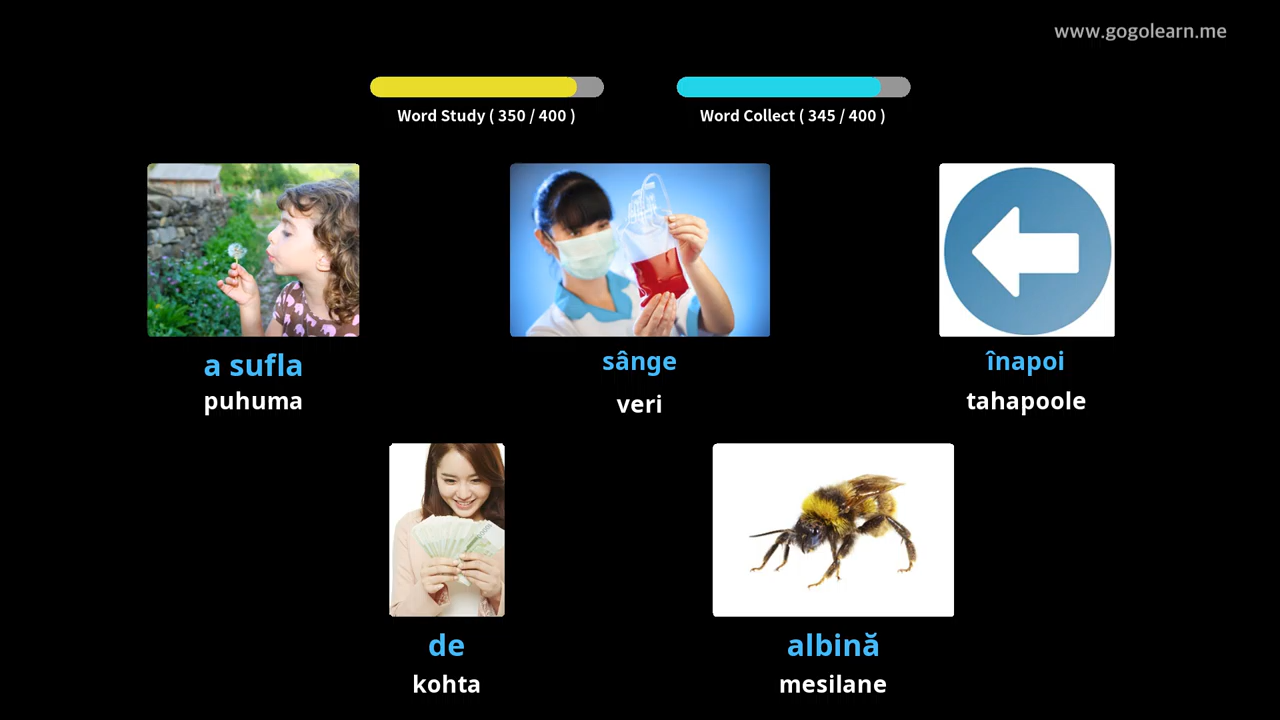 www.gogolearn.me
Word Study ( 350 / 400 )
Word Collect ( 345 / 400 )
a sufla
puhuma
sânge
veri
înapoi
tahapoole
de
kohta
albină
mesilane